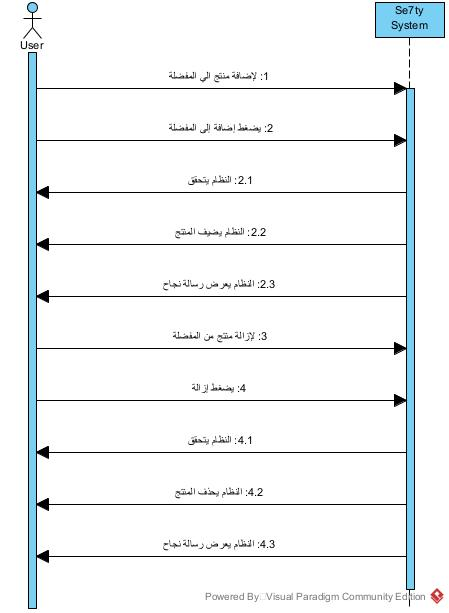 User
Se7ty
System
1: لإضافة منتج الي المفضلة
2: يضغط إضافة إلى المفضلة
2.1: النظام يتحقق
2.2: النظام يضيف المنتج
2.3: النظام يعرض رسالة نجاح
3: لإزالة منتج من المفضلة
4: يضغط إزالة
4.1: النظام يتحقق
4.2: النظام يحذف المنتج
4.3: النظام يعرض رسالة نجاح
Powered By Visual Paradigm Community Edition